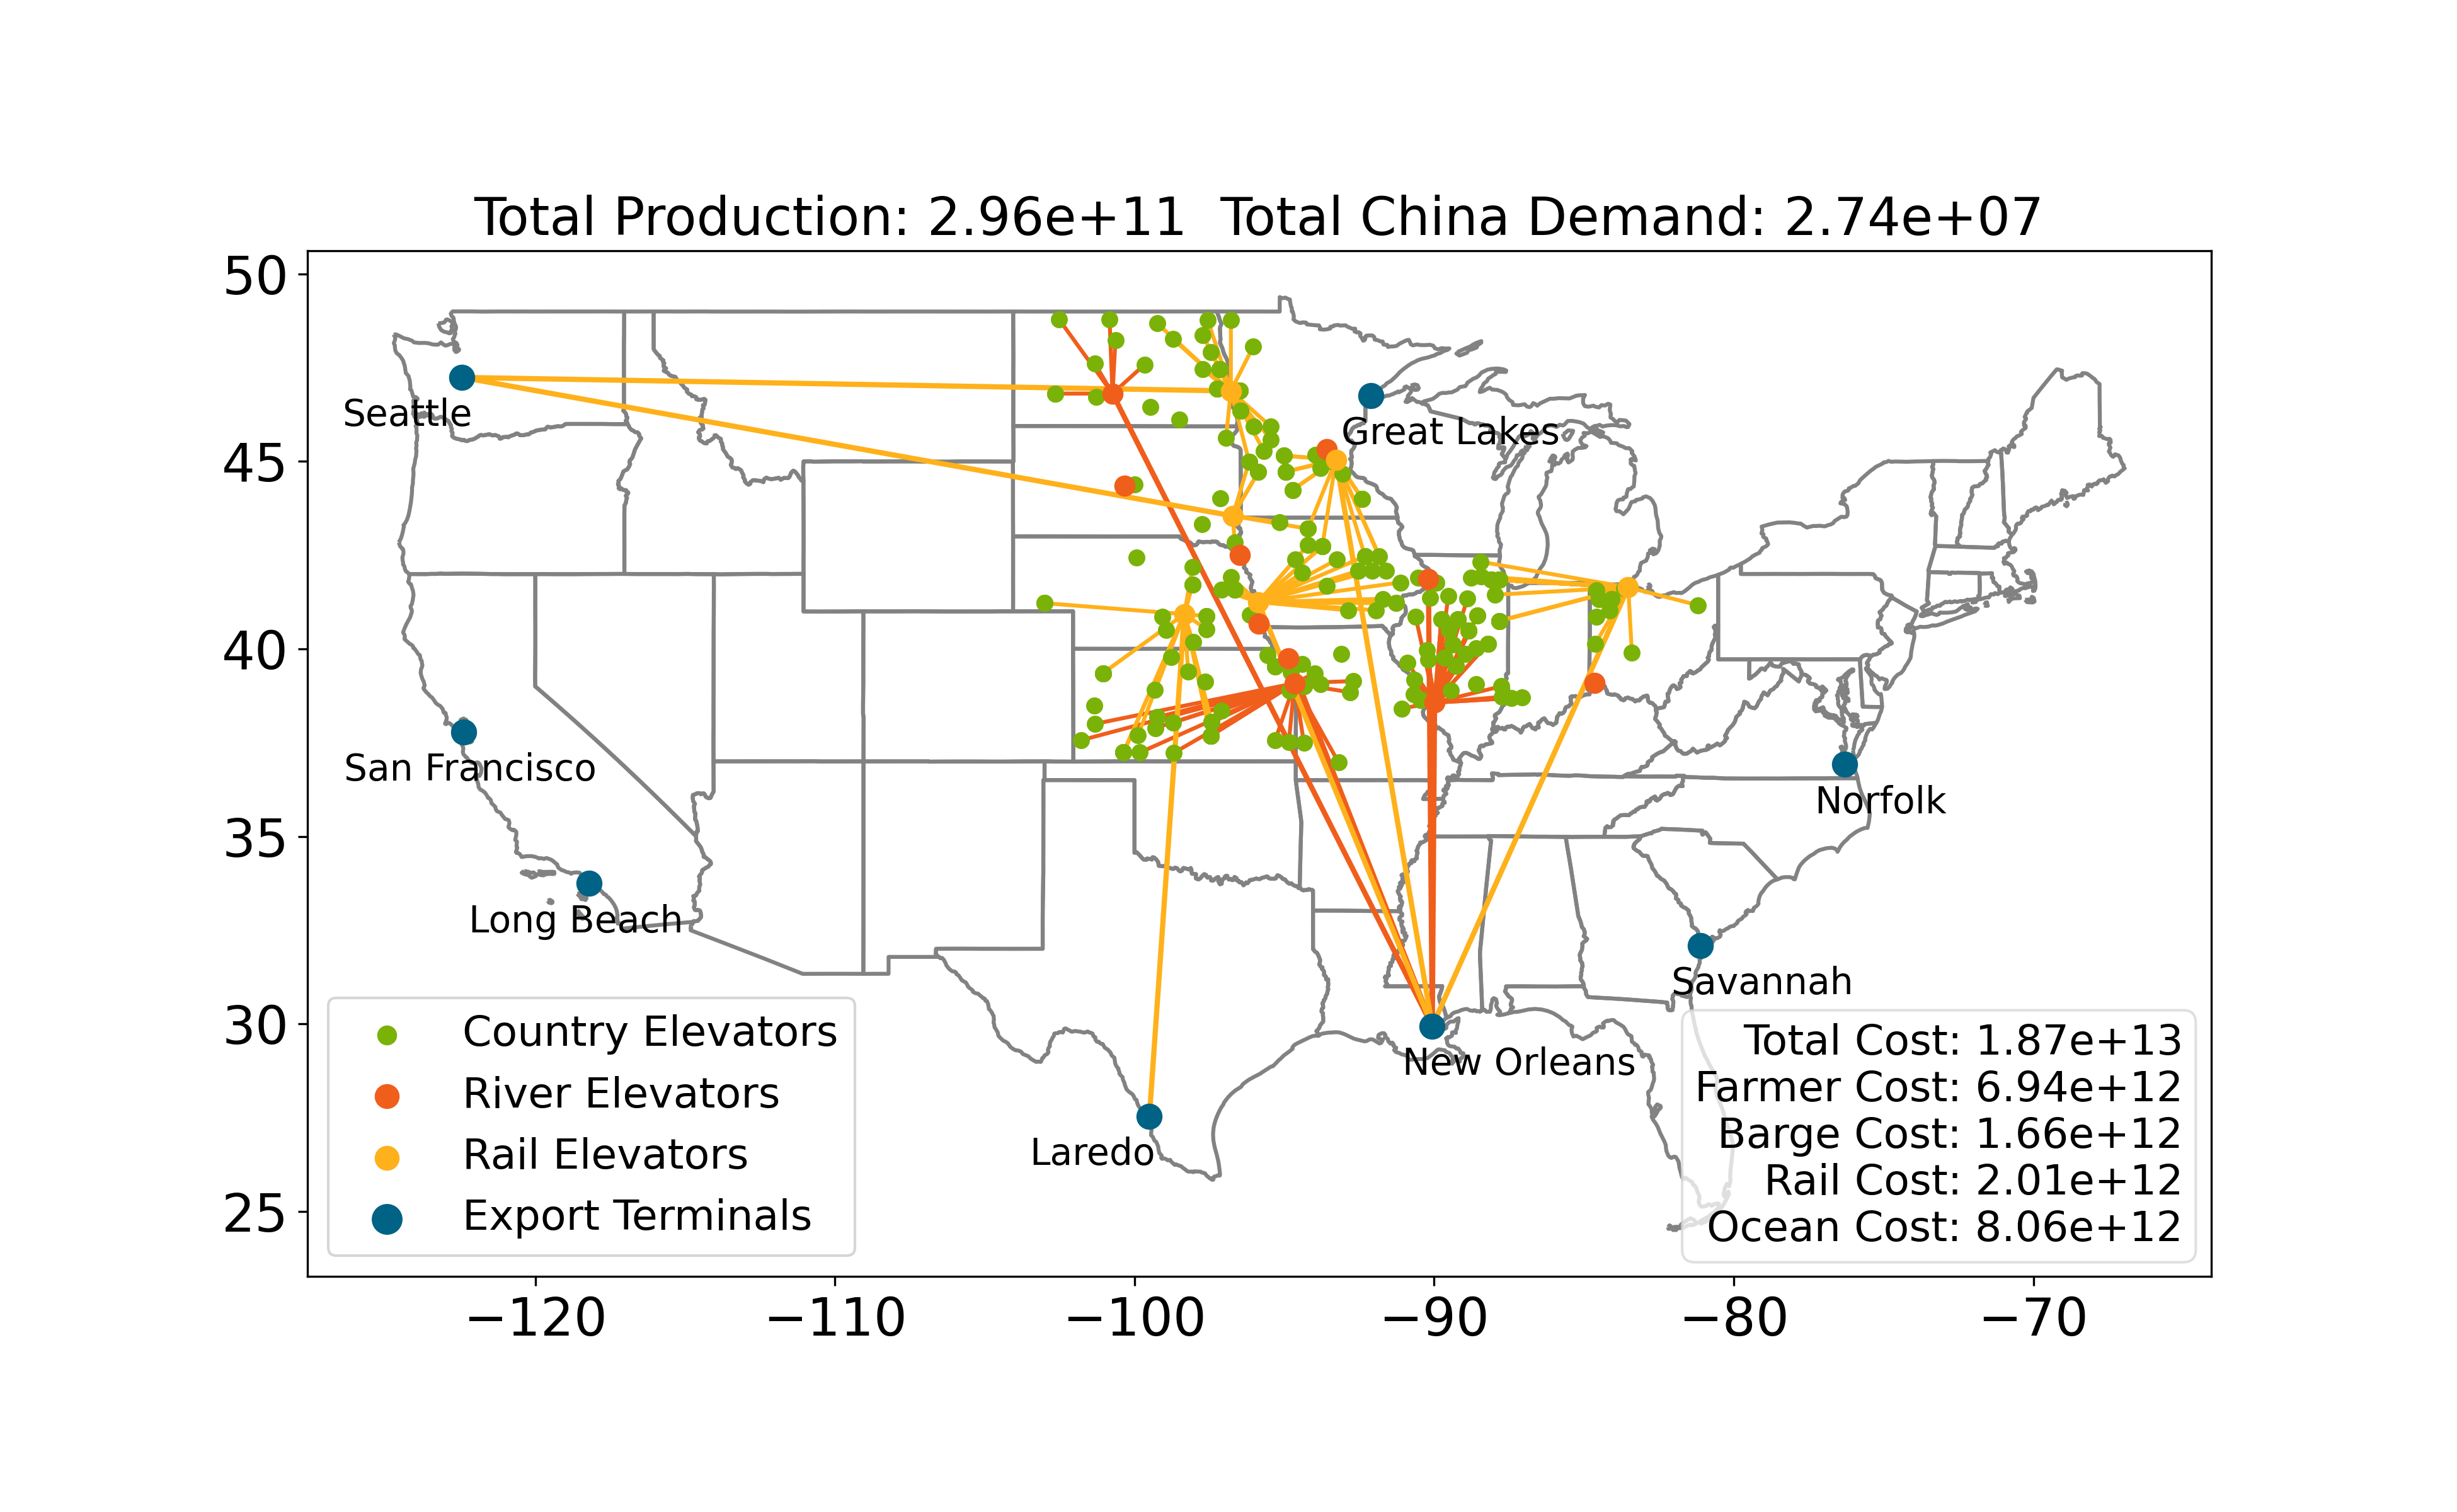 Total Production: 2.96e+11  Total China Demand: 2.74e+07
50
45
40
35
30
25
Seattle
Great Lakes
San Francisco
Norfolk
Long Beach
Savannah
New Orleans
Laredo
Country Elevators
River Elevators
Rail Elevators
Export Terminals
Total Cost: 1.87e+13
Farmer Cost: 6.94e+12
Barge Cost: 1.66e+12
Rail Cost: 2.01e+12
Ocean Cost: 8.06e+12
−120 −110 −100 −90 −80 −70